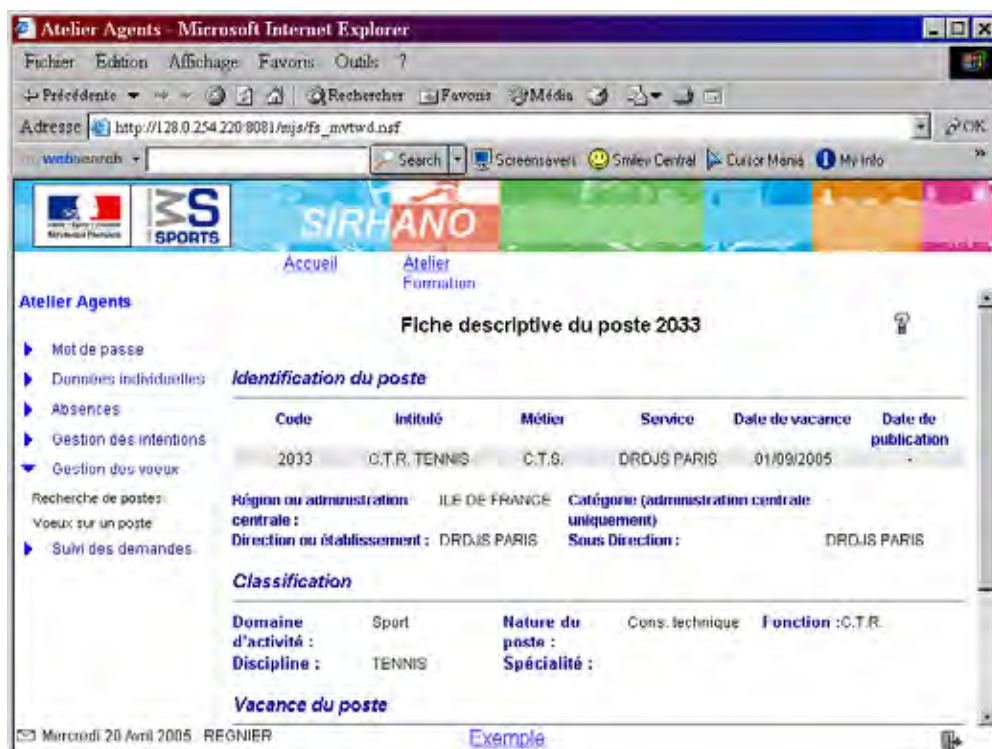 Atelier Agents - Microsoft Internet Explorer
Fichier Edition Affichage Favoris Outils ?
Précédente Rechercher Favoris Média
Adresse http://128.0.254.220:8081/mjs/fs_mvtwd.nsf OK
websearch Search Screensavers Smiley Central Cursor Mania My Info »
SPORTS SIRHANO
Accueil Atelier Formation
Atelier Agents
Fiche descriptive du poste 2033
Mot de passe
Données individuelles
Absences
Gestion des intentions
Gestion des voeux
Recherche de postes
Voeux sur un poste
Suivi des demandes
Identification du poste
Code Intitulé Métier Service Date de vacance Date de publication
2033 C.T.R. TENNIS C.T.S. DRDJS PARIS 01/09/2005 -
Région ou administration centrale : ILE DE FRANCE Catégorie (administration centrale uniquement)
Direction ou établissement : DRDJS PARIS Sous Direction : DRDJS PARIS
Classification
Domaine d'activité : Sport Nature du poste : Cons. technique Fonction :C.T.R.
Discipline : TENNIS Spécialité :
Vacance du poste
Mercredi 20 Avril 2005 REGNIER Exemple